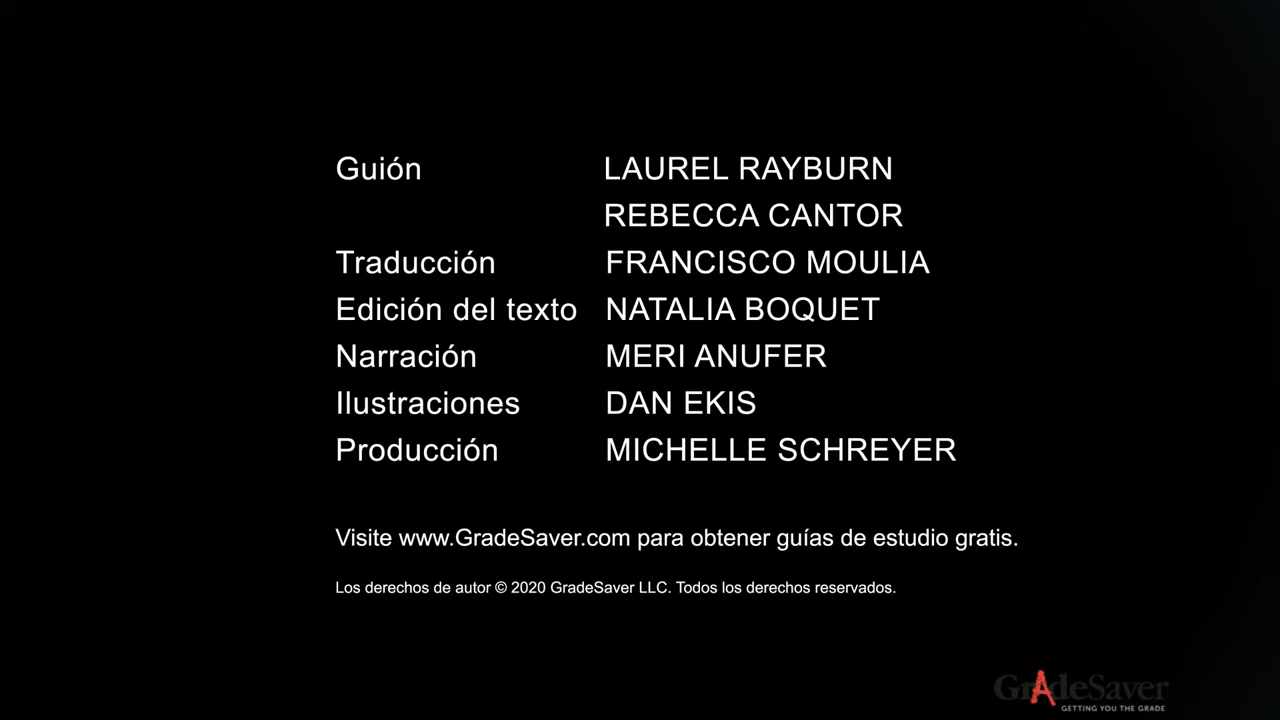 Guión LAUREL RAYBURN
REBECCA CANTOR
Traducción FRANCISCO MOULIA
Edición del texto NATALIA BOQUET
Narración MERI ANUFER
Ilustraciones DAN EKIS
Producción MICHELLE SCHREYER
Visite www.GradeSaver.com para obtener guías de estudio gratis.
Los derechos de autor © 2020 GradeSaver LLC. Todos los derechos reservados.
GradeSaver
GETTING YOU THE GRADE